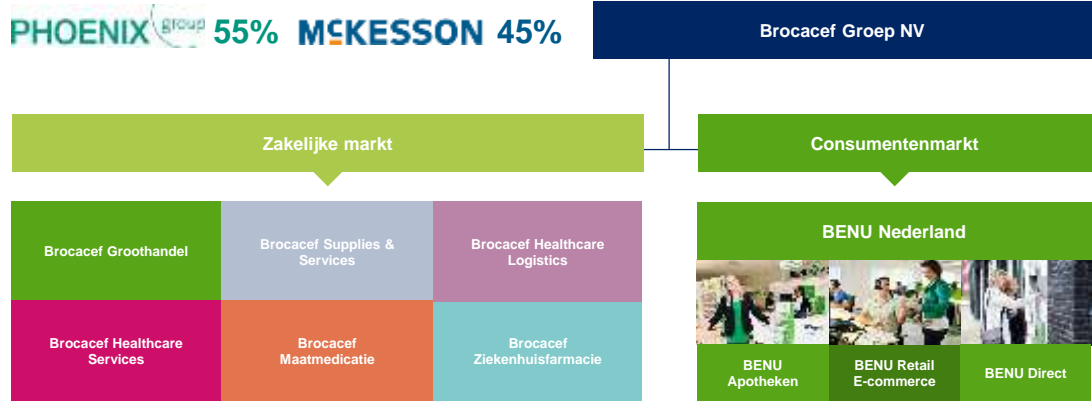 PHOENIX group 55% MCKESSON 45%
Brocacef Groep NV
Zakelijke markt
Consumentenmarkt
Brocacef Groothandel
Brocacef Supplies &
Services
Brocacef Healthcare
Logistics
Brocacef Healthcare
Services
Brocacef
Maatmedicatie
Brocacef
Ziekenhuisfarmacie
BENU Nederland
BENU
Apotheken
BENU Retail
E-commerce
BENU Direct